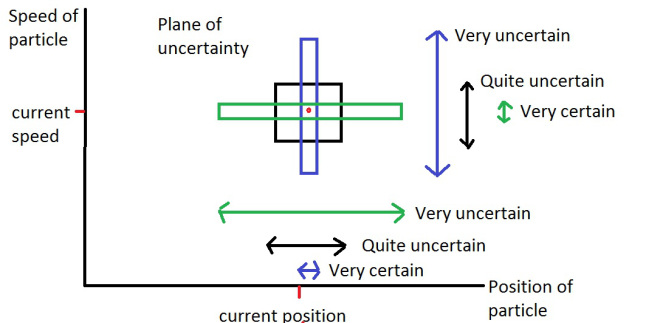 Speed of
particle
Plane of
uncertainty
Very uncertain
Quite uncertain
Very certain
current
speed
Very uncertain
Quite uncertain
Very certain
Position of
particle
current position